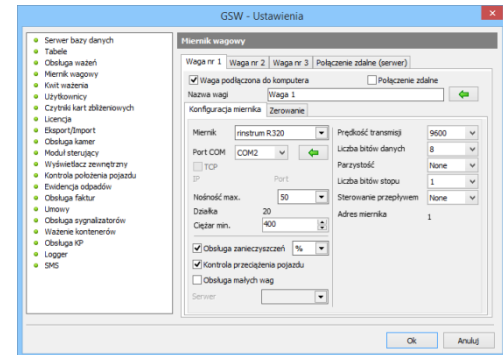 GSW - Ustawienia
Serwer bazy danych
Tabele
Obsługa ważeń
Miernik wagowy
Kwit ważenia
Użytkownicy
Czytniki kart zbliżeniowych
Licencja
Eksport/Import
Obsługa kamer
Moduł sterujący
Wyświetlacz zewnętrzny
Kontrola położenia pojazdu
Ewidencja odpadów
Obsługa faktur
Umowy
Obsługa sygnalizatorów
Ważenie kontenerów
Obsługa KP
Logger
SMS
Miernik wagowy
Waga nr 1 Waga nr 2 Waga nr 3 Połączenie zdalne (serwer)
Waga podłączona do komputera Połączenie zdalne
Nazwa wagi Waga 1
Konfiguracja miernika Zerowanie
Miernik rinstrum R320 Prędkość transmisji 9600
Port COM COM2 Liczba bitów danych 8
TCP Parzystość None
IP Port Liczba bitów stopu 1
Nośność max. 50 Sterowanie przepływem None
Działka 20 Adres miernika 1
Ciężar min. 400
Obsługa zanieczyszczeń %
Kontrola przeciążenia pojazdu
Obsługa małych wag
Serwer
Ok Anuluj